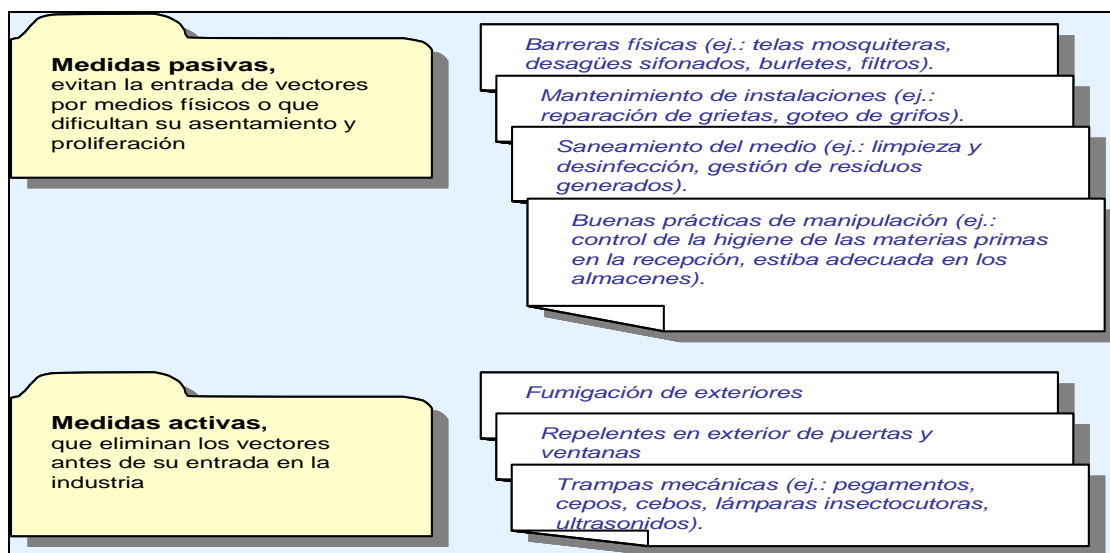 Medidas pasivas,
evitan la entrada de vectores
por medios físicos o que
dificultan su asentamiento y
proliferación
Barreras físicas (ej.: telas mosquiteras,
desagües sifonados, burletes, filtros).
Mantenimiento de instalaciones (ej.:
reparación de grietas, goteo de grifos).
Saneamiento del medio (ej.: limpieza y
desinfección, gestión de residuos
generados).
Buenas prácticas de manipulación (ej.:
control de la higiene de las materias primas
en la recepción, estiba adecuada en los
almacenes).
Medidas activas,
que eliminan los vectores
antes de su entrada en la
industria
Fumigación de exteriores
Repelentes en exterior de puertas y
ventanas
Trampas mecánicas (ej.: pegamentos,
cepos, cebos, lámparas insectocutoras,
ultrasonidos).